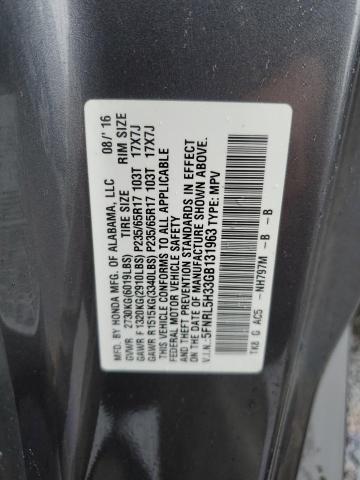 MFD. BY HONDA MFG. OF ALABAMA, LLC 08/'16
GVWR 2730KG(6019LBS) TIRE SIZE RIM SIZE
GAWR F 1320KG(2910LBS) P235/65R17 103T 17X7J
GAWR R 1515KG(3340LBS) P235/65R17 103T 17X7J
THIS VEHICLE CONFORMS TO ALL APPLICABLE
FEDERAL MOTOR VEHICLE SAFETY
AND THEFT PREVENTION STANDARDS IN EFFECT
ON THE DATE OF MANUFACTURE SHOWN ABOVE.
V.I.N.:5FNRL5H33GB131963 TYPE: MPV
TK8 G AC5 -NH797M -B -B